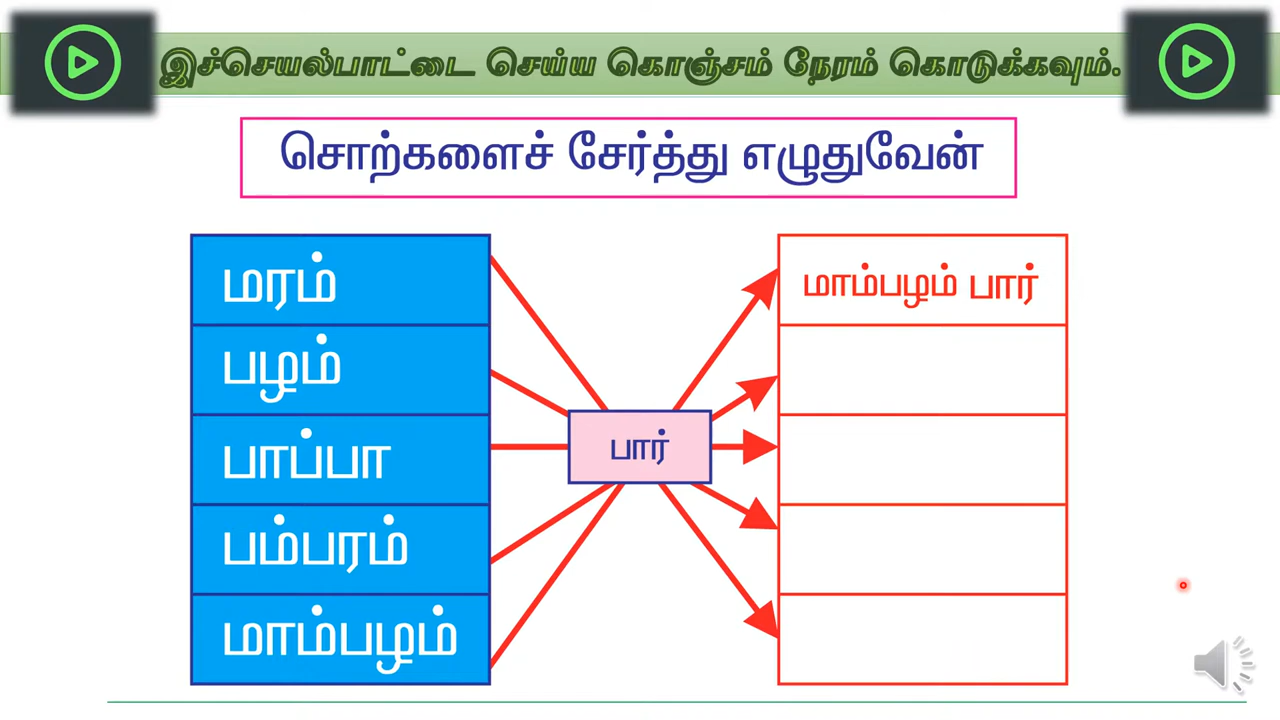 இச்செயல்பாட்டை செய்ய கொஞ்சம் நேரம் கொடுக்கவும்.
சொற்களைச் சேர்த்து எழுதுவேன்
மரம்
பழம்
பாப்பா
பம்பரம்
மாம்பழம்
பார்
மாம்பழம் பார்